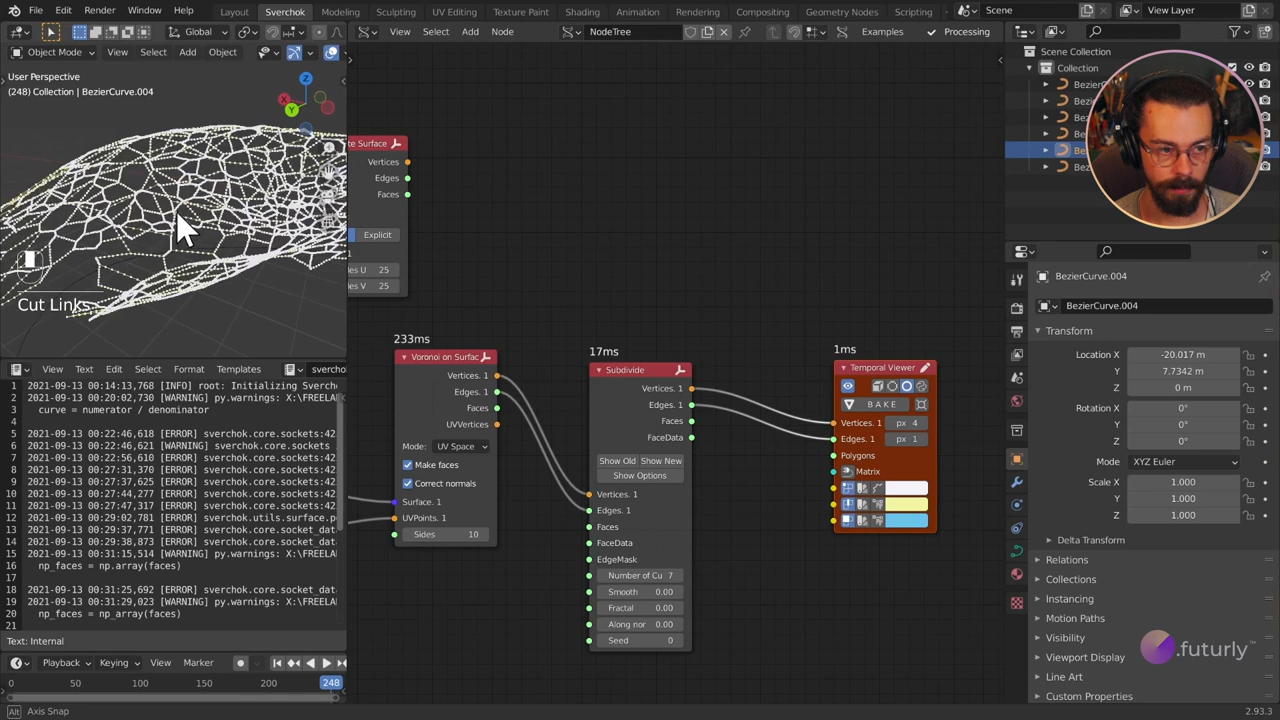 File Edit Render Window Help Layout Sverchok Modeling Sculpting UV Editing Texture Paint Shading Animation Rendering Compositing Geometry Nodes Scripting Scene View Layer
Global View Select Add Node NodeTree Examples Processing
Object Mode View Select Add Object
User Perspective
(248) Collection | BezierCurve.004
Z
X
Y
Cut Links
Scene Collection
Collection
te Surface
Vertices
Edges
Faces
Explicit
les U 25
les V 25
233ms
Voronoi on Surfac
Vertices. 1
Edges. 1
Faces
UVVertices
Mode: UV Space
Make faces
Correct normals
Surface. 1
UVPoints. 1
Sides 10
17ms
Subdivide
Vertices. 1
Edges. 1
Faces
FaceData
Show Old Show New
Show Options
Vertices. 1
Edges. 1
Faces
FaceData
EdgeMask
Number of Cu 7
Smooth 0.00
Fractal 0.00
Along nor 0.00
Seed 0
1ms
Temporal Viewer
BAKE
Vertices. 1 px 4
Edges. 1 px 1
Polygons
Matrix
View Text Edit Select Format Templates sverchok
1 2021-09-13 00:14:13,768 [INFO] root: Initializing Sverch
2 2021-09-13 00:20:02,730 [WARNING] py.warnings: X:\FREELAN
3 curve = numerator / denominator
4
5 2021-09-13 00:22:46,618 [ERROR] sverchok.core.sockets:42
6 2021-09-13 00:22:46,621 [ERROR] sverchok.core.sockets:42
7 2021-09-13 00:22:56,610 [ERROR] sverchok.core.sockets:42
8 2021-09-13 00:27:31,370 [ERROR] sverchok.core.sockets:42
9 2021-09-13 00:27:37,625 [ERROR] sverchok.core.sockets:42
10 2021-09-13 00:27:44,277 [ERROR] sverchok.core.sockets:42
11 2021-09-13 00:27:44,317 [ERROR] sverchok.core.sockets:42
12 2021-09-13 00:29:02,781 [ERROR] sverchok.utils.surface.p
13 2021-09-13 00:29:37,771 [ERROR] sverchok.core.socket_dat
14 2021-09-13 00:29:38,873 [ERROR] sverchok.core.socket_dat
15 2021-09-13 00:31:15,514 [WARNING] py.warnings: X:\FREELA
16 np_faces = np.array(faces)
17
18 2021-09-13 00:31:25,692 [ERROR] sverchok.core.socket_dat
19 2021-09-13 00:31:29,023 [WARNING] py.warnings: X:\FREELA
20 np_faces = np_array(faces)
21
Text: Internal
Playback Keying View Marker
0 50 100 150 200 248
Alt Axis Snap
BezierCurve.004
BezierCurve.004
Transform
Location X -20.017 m
Y 7.7342 m
Z 0 m
Rotation X 0°
Y 0°
Z 0°
Mode XYZ Euler
Scale X 1.000
Y 1.000
Z 1.000
Delta Transform
Relations
Collections
Instancing
Motion Paths
Visibility
Viewport Display
Line Art
Custom Properties
.futurly™
2.93.3